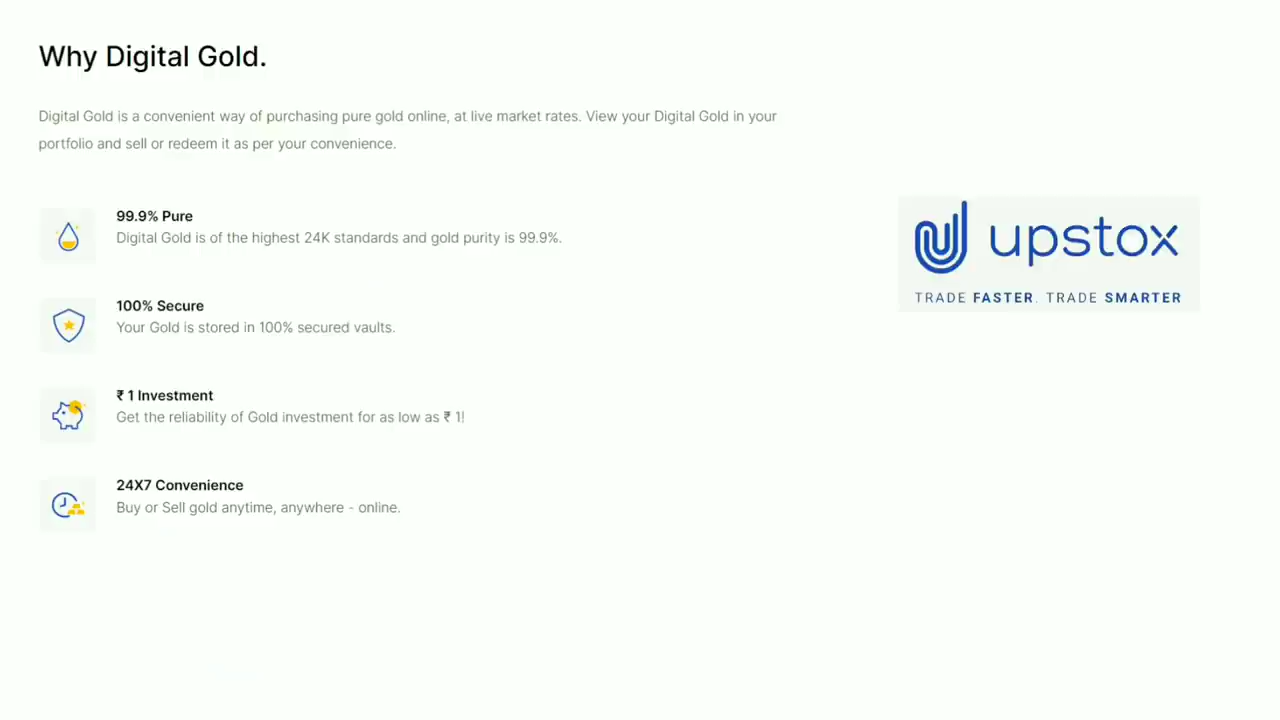 Why Digital Gold.
Digital Gold is a convenient way of purchasing pure gold online, at live market rates. View your Digital Gold in your
portfolio and sell or redeem it as per your convenience.
99.9% Pure
Digital Gold is of the highest 24K standards and gold purity is 99.9%.
100% Secure
Your Gold is stored in 100% secured vaults.
₹ 1 Investment
Get the reliability of Gold investment for as low as ₹ 1!
24X7 Convenience
Buy or Sell gold anytime, anywhere - online.
upstox
TRADE FASTER. TRADE SMARTER